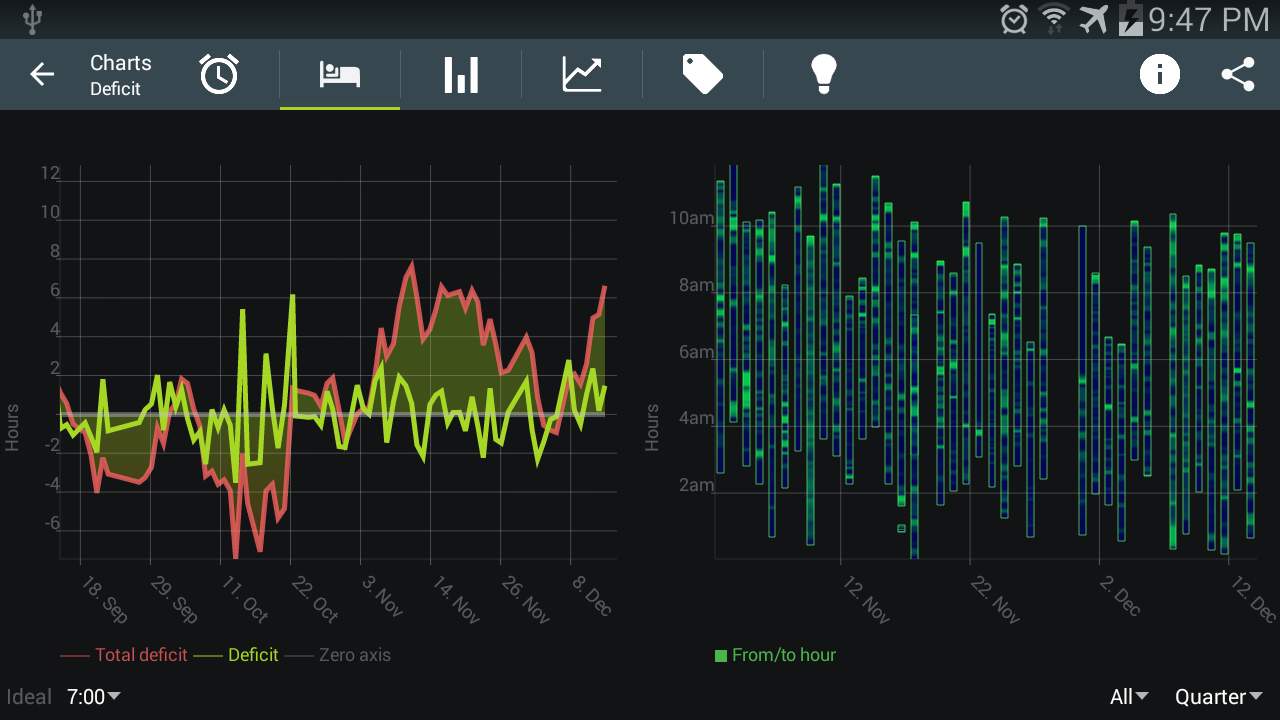 9:47 PM
Charts
Deficit
12
10
8
6
4
2
-2
-4
-6
Hours
18. Sep
29. Sep
11. Oct
22. Oct
3. Nov
14. Nov
26. Nov
8. Dec
Total deficit
Deficit
Zero axis
10am
8am
6am
4am
2am
Hours
12. Nov
22. Nov
2. Dec
12. Dec
From/to hour
Ideal 7:00
All
Quarter